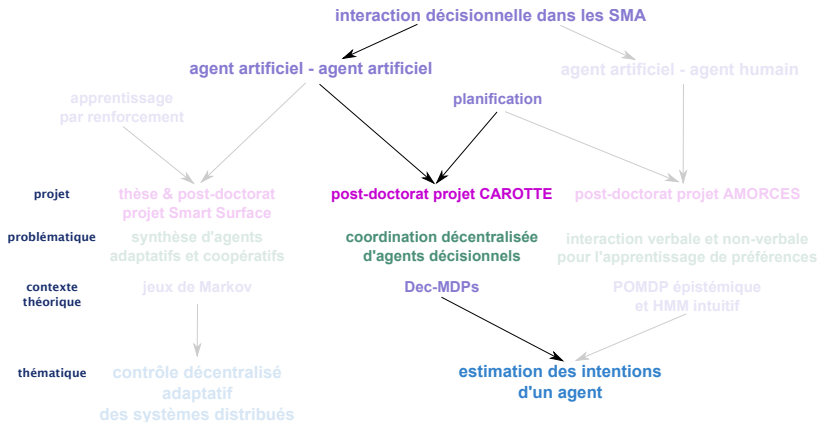 interaction décisionnelle dans les SMA
agent artificiel - agent artificiel
agent artificiel - agent humain
apprentissage
par renforcement
planification
projet
thèse & post-doctorat
projet Smart Surface
post-doctorat projet CAROTTE
post-doctorat projet AMORCES
problématique
synthèse d'agents
adaptatifs et coopératifs
coordination décentralisée
d'agents décisionnels
interaction verbale et non-verbale
pour l'apprentissage de préférences
contexte
théorique
jeux de Markov
Dec-MDPs
POMDP épistémique
et HMM intuitif
thématique
contrôle décentralisé
adaptatif
des systèmes distribués
estimation des intentions
d'un agent